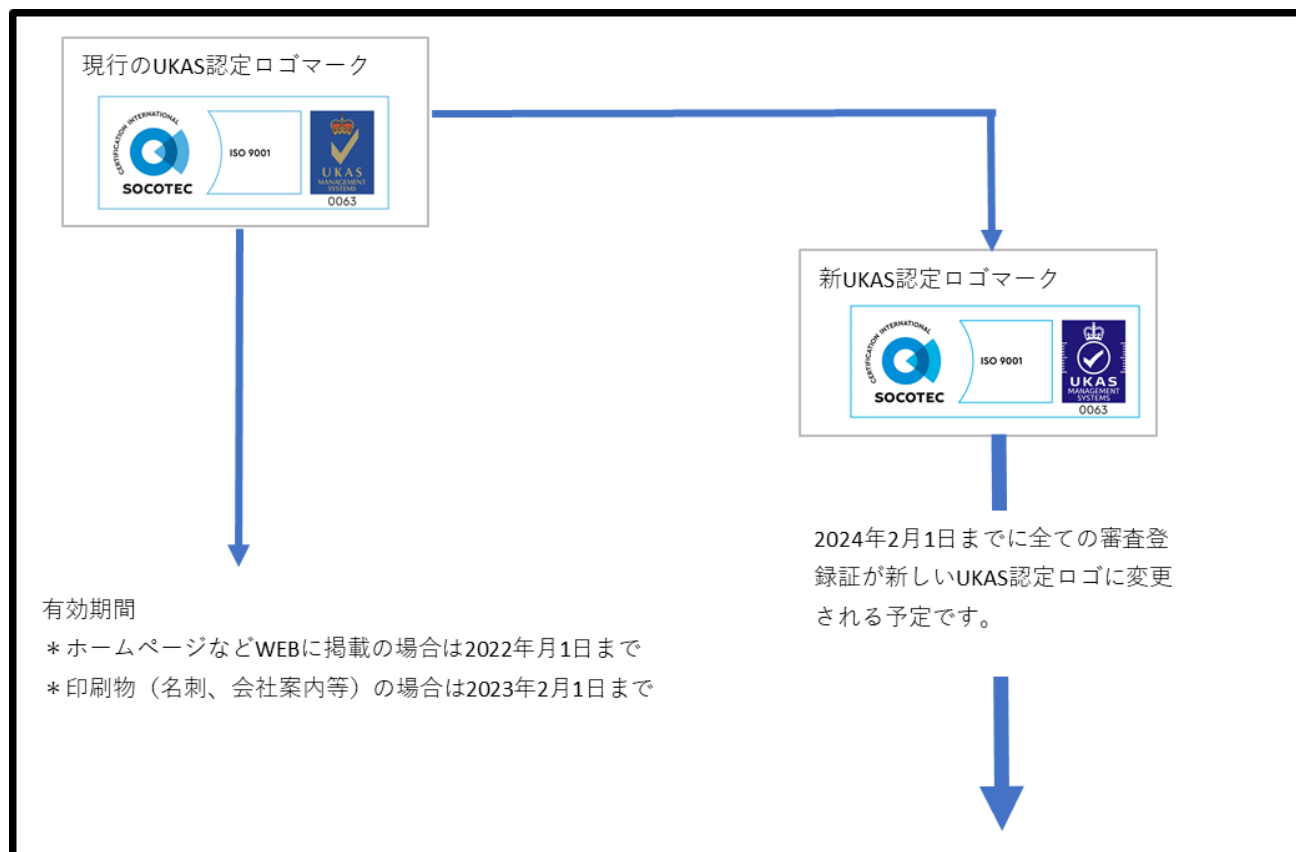 現行のUKAS認定ロゴマーク
CERTIFICATION INTERNATIONAL
SOCOTEC
ISO 9001
UKAS
MANAGEMENT
SYSTEMS
0063
新UKAS認定ロゴマーク
CERTIFICATION INTERNATIONAL
SOCOTEC
ISO 9001
UKAS
MANAGEMENT
SYSTEMS
0063
2024年2月1日までに全ての審査登
録証が新しいUKAS認定ロゴに変更
される予定です。
有効期間
＊ホームページなどWEBに掲載の場合は2022年月1日まで
＊印刷物（名刺、会社案内等）の場合は2023年2月1日まで